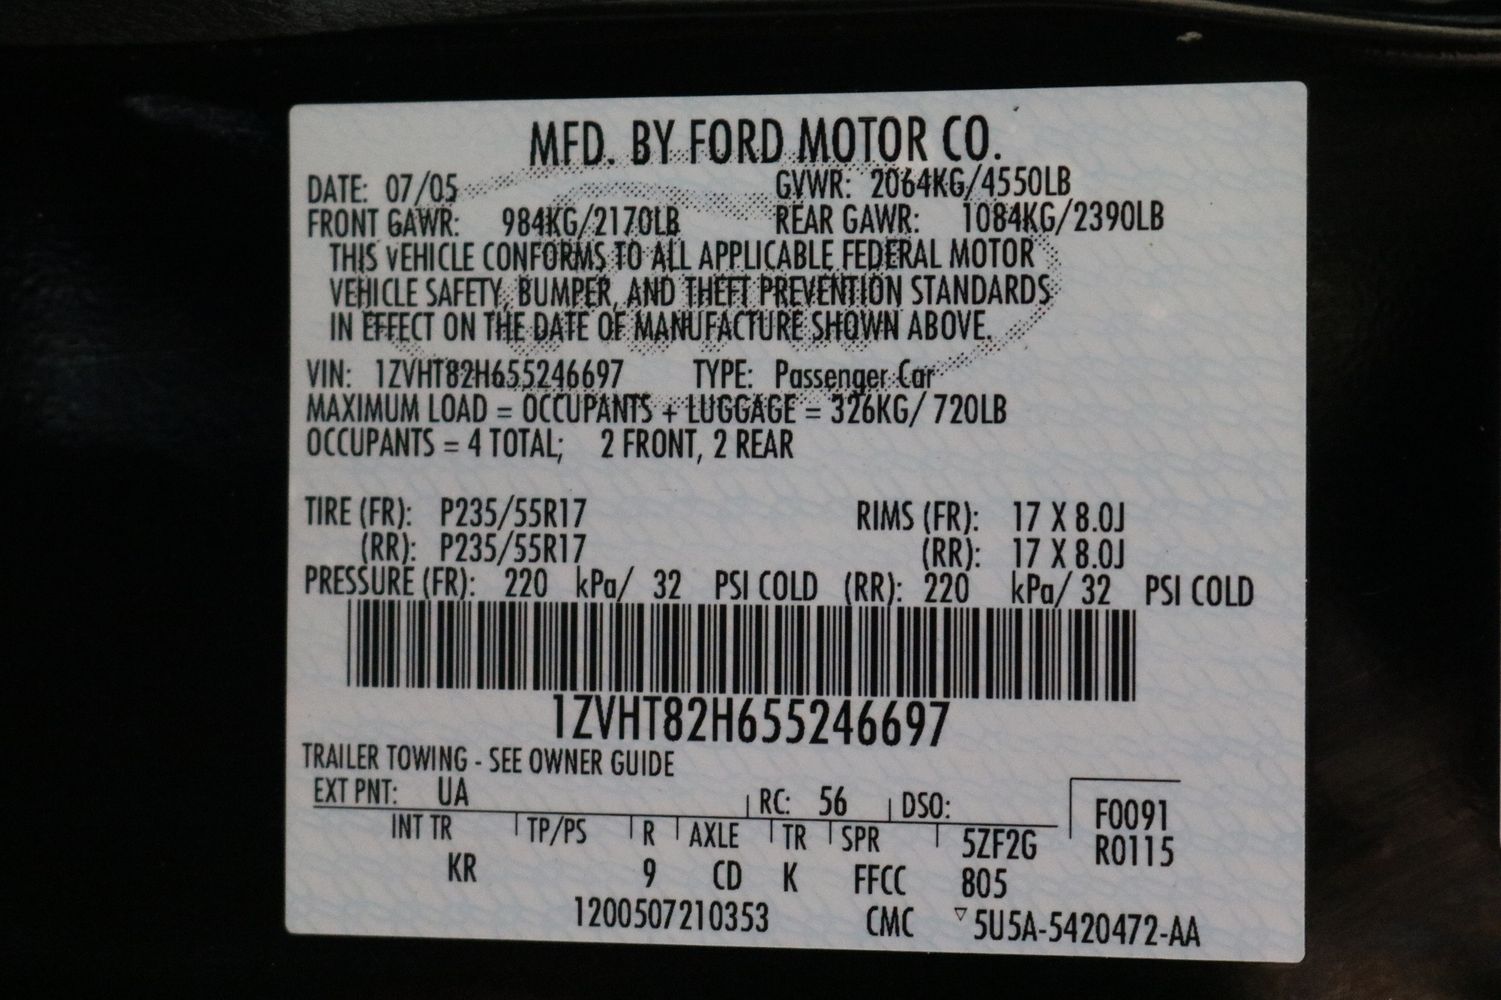 MFD. BY FORD MOTOR CO.
DATE: 07/05 GVWR: 2064KG/4550LB
FRONT GAWR: 984KG/2170LB REAR GAWR: 1084KG/2390LB
THIS VEHICLE CONFORMS TO ALL APPLICABLE FEDERAL MOTOR
VEHICLE SAFETY, BUMPER, AND THEFT PREVENTION STANDARDS
IN EFFECT ON THE DATE OF MANUFACTURE SHOWN ABOVE.
VIN: 1ZVHT82H655246697 TYPE: Passenger Car
MAXIMUM LOAD = OCCUPANTS + LUGGAGE = 326KG/ 720LB
OCCUPANTS = 4 TOTAL; 2 FRONT, 2 REAR
TIRE (FR): P235/55R17 RIMS (FR): 17 X 8.0J
(RR): P235/55R17 (RR): 17 X 8.0J
PRESSURE (FR): 220 kPa/ 32 PSI COLD (RR): 220 kPa/ 32 PSI COLD
1ZVHT82H655246697
TRAILER TOWING - SEE OWNER GUIDE
EXT PNT: UA RC: 56 DSO: F0091
INT TR TP/PS R AXLE TR SPR 5ZF2G R0115
KR 9 CD K FFCC 805
1200507210353 CMC ▽ 5U5A-5420472-AA